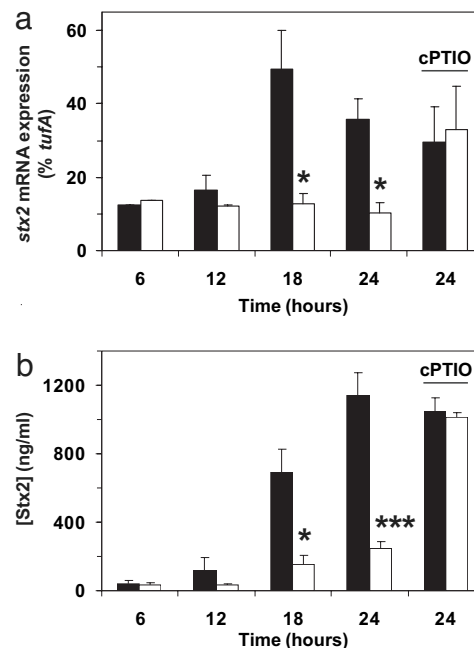 a
stx2 mRNA expression
(% tufA)
60
40
20
0
cPTIO
*
*
6 12 18 24 24
Time (hours)
b
[Stx2] (ng/ml)
1200
800
400
0
cPTIO
*
***
6 12 18 24 24
Time (hours)